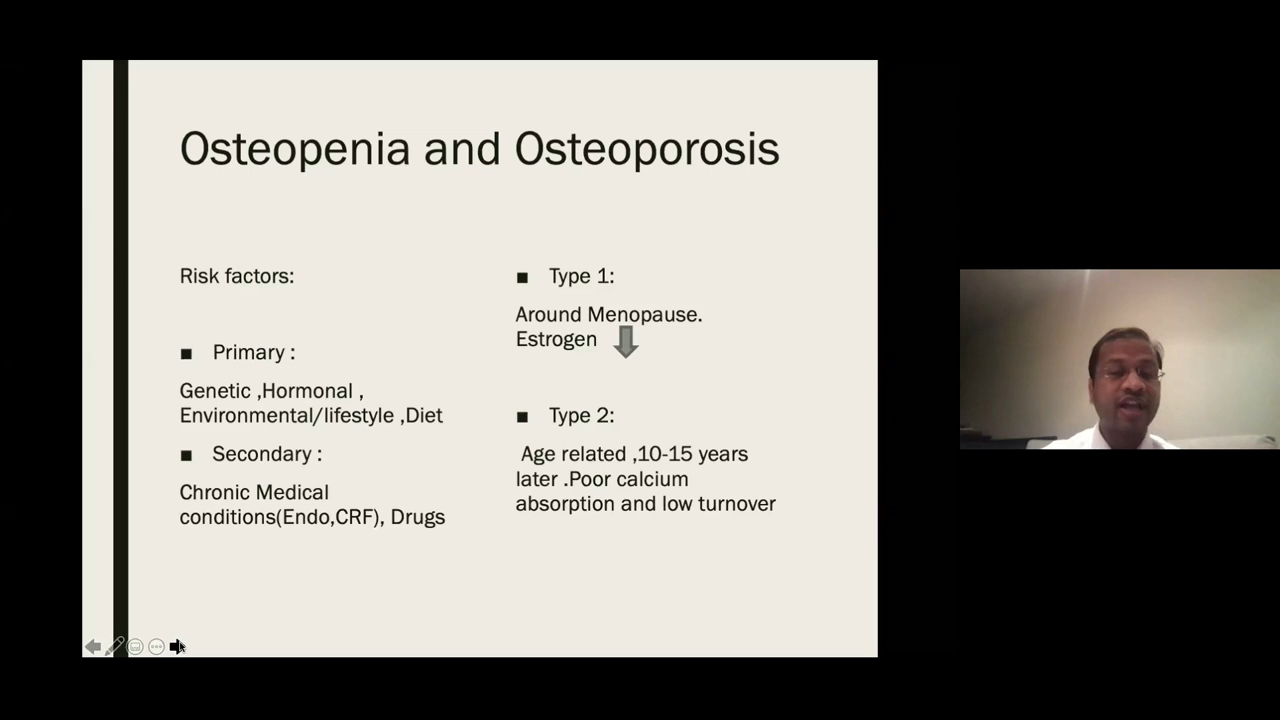 Osteopenia and Osteoporosis
Risk factors:
■ Primary :
Genetic ,Hormonal ,
Environmental/lifestyle ,Diet
■ Secondary :
Chronic Medical
conditions(Endo,CRF), Drugs
■ Type 1:
Around Menopause.
Estrogen
■ Type 2:
Age related ,10-15 years
later .Poor calcium
absorption and low turnover